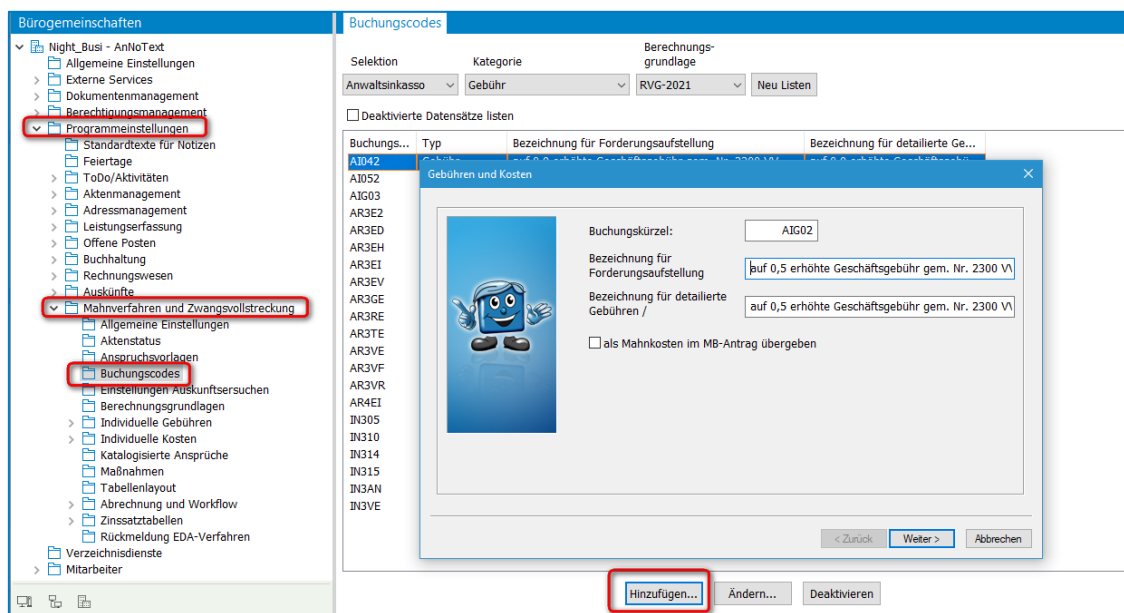 Bürogemeinschaften
Night_Busi - AnNoText
Allgemeine Einstellungen
Externe Services
Dokumentenmanagement
Berechtigungsmanagement
Programmeinstellungen
Standardtexte für Notizen
Feiertage
ToDo/Aktivitäten
Aktenmanagement
Adressmanagement
Leistungserfassung
Offene Posten
Buchhaltung
Rechnungswesen
Auskünfte
Mahnverfahren und Zwangsvollstreckung
Allgemeine Einstellungen
Aktenstatus
Anspruchsvorlagen
Buchungscodes
Einstellungen Auskunftsersuchen
Berechnungsgrundlagen
Individuelle Gebühren
Individuelle Kosten
Katalogisierte Ansprüche
Maßnahmen
Tabellenlayout
Abrechnung und Workflow
Zinssatztabellen
Rückmeldung EDA-Verfahren
Verzeichnisdienste
Mitarbeiter
Buchungscodes
Selektion Kategorie Berechnungs-
grundlage
Anwaltsinkasso Gebühr RVG-2021 Neu Listen
Deaktivierte Datensätze listen
Buchungs... Typ Bezeichnung für Forderungsaufstellung Bezeichnung für detailierte Ge...
AI042
AI052
AIG03
AR3E2
AR3ED
AR3EH
AR3EI
AR3EV
AR3GE
AR3RE
AR3TE
AR3VE
AR3VF
AR3VR
AR4EI
IN305
IN310
IN314
IN315
IN3AN
IN3VE
Gebühren und Kosten
Buchungskürzel: AIG02
Bezeichnung für
Forderungsaufstellung
auf 0,5 erhöhte Geschäftsgebühr gem. Nr. 2300 VV
Bezeichnung für detailierte
Gebühren /
auf 0,5 erhöhte Geschäftsgebühr gem. Nr. 2300 VV
als Mahnkosten im MB-Antrag übergeben
< Zurück Weiter > Abbrechen
Hinzufügen... Ändern... Deaktivieren